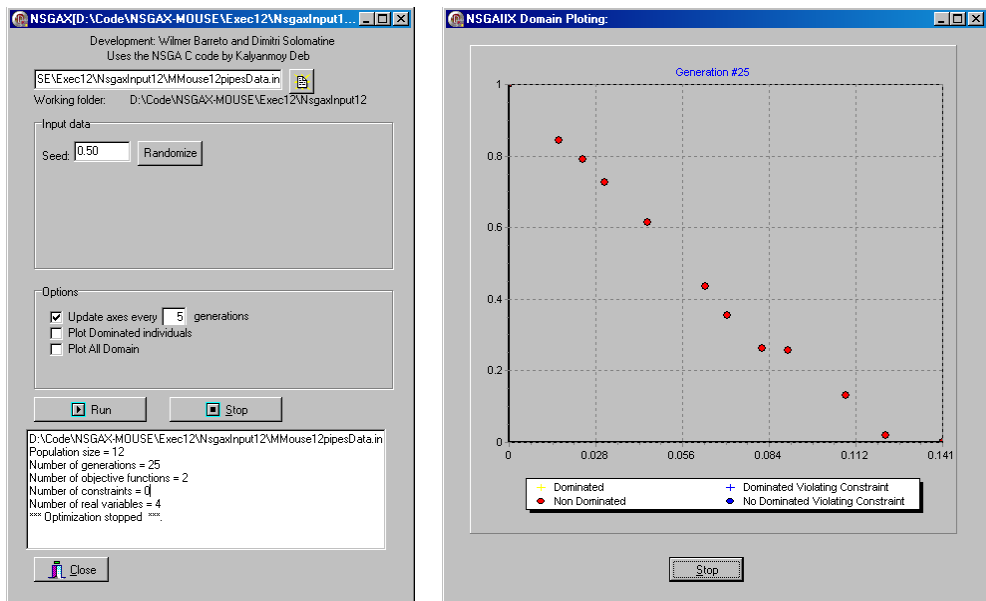 NSGAX[D:\Code\NSGAX-MOUSE\Exec12\NsgaxInput1...
Development: Wilmer Barreto and Dimitri Solomatine
Uses the NSGA C code by Kalyanmoy Deb
SE\Exec12\NsgaxInput12\MMouse12pipesData.in
Working folder: D:\Code\NSGAX-MOUSE\Exec12\NsgaxInput12
Input data
Seed: 0.50 Randomize
Options
Update axes every 5 generations
Plot Dominated individuals
Plot All Domain
Run Stop
D:\Code\NSGAX-MOUSE\Exec12\NsgaxInput12\MMouse12pipesData.in
Population size = 12
Number of generations = 25
Number of objective functions = 2
Number of constraints = 0
Number of real variables = 4
*** Optimization stopped ***.
Close
NSGAIIX Domain Ploting:
Generation #25
1
0.8
0.6
0.4
0.2
0
0 0.028 0.056 0.084 0.112 0.141
Dominated Dominated Violating Constraint
Non Dominated No Dominated Violating Constraint
Stop